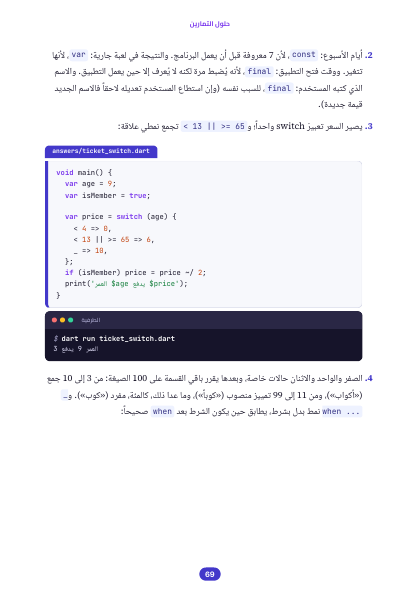 حلول التمارين
2. أيام الأسبوع: const، لأن 7 معروفة قبل أن يعمل البرنامج. والنتيجة في لعبة جارية: var، لأنها
تتغير. ووقت فتح التطبيق: final، لأنه يُضبط مرة لكنه لا يُعرف إلا حين يعمل التطبيق. والاسم
الذي كتبه المستخدم: final، للسبب نفسه (وإن استطاع المستخدم تعديله لاحقاً فالاسم الجديد
قيمة جديدة).
3. يصير السعر تعبيرَ switch واحداً؛ و < 13 || >= 65 تجمع نمطي علاقة:
answers/ticket_switch.dart
void main() {
  var age = 9;
  var isMember = true;
  var price = switch (age) {
    < 4 => 0,
    < 13 || >= 65 => 6,
    _ => 10,
  };
  if (isMember) price = price ~/ 2;
  print('العمر $age يدفع $price');
}
الطرفية
$ dart run ticket_switch.dart
العمر 9 يدفع 3
4. الصفر والواحد والاثنان حالات خاصة، وبعدها يقرر باقي القسمة على 100 الصيغة: من 3 إلى 10 جمع
(«أكواب»)، ومن 11 إلى 99 تمييز منصوب («كوباً»)، وما عدا ذلك، كالمئة، مفرد («كوب»). و _
when ... نمط بدل بشرط، يطابق حين يكون الشرط بعد when صحيحاً:
69